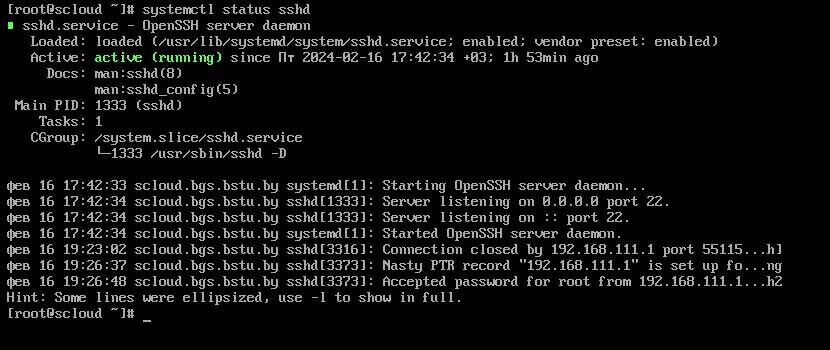 [root@scloud ~]# systemctl status sshd
● sshd.service - OpenSSH server daemon
   Loaded: loaded (/usr/lib/systemd/system/sshd.service; enabled; vendor preset: enabled)
   Active: active (running) since Пт 2024-02-16 17:42:34 +03; 1h 53min ago
     Docs: man:sshd(8)
           man:sshd_config(5)
 Main PID: 1333 (sshd)
    Tasks: 1
   CGroup: /system.slice/sshd.service
           └─1333 /usr/sbin/sshd -D

фев 16 17:42:33 scloud.bgs.bstu.by systemd[1]: Starting OpenSSH server daemon...
фев 16 17:42:34 scloud.bgs.bstu.by sshd[1333]: Server listening on 0.0.0.0 port 22.
фев 16 17:42:34 scloud.bgs.bstu.by sshd[1333]: Server listening on :: port 22.
фев 16 17:42:34 scloud.bgs.bstu.by systemd[1]: Started OpenSSH server daemon.
фев 16 19:23:02 scloud.bgs.bstu.by sshd[3316]: Connection closed by 192.168.111.1 port 55115...h]
фев 16 19:26:37 scloud.bgs.bstu.by sshd[3373]: Nasty PTR record "192.168.111.1" is set up fo...ng
фев 16 19:26:48 scloud.bgs.bstu.by sshd[3373]: Accepted password for root from 192.168.111.1...h2
Hint: Some lines were ellipsized, use -l to show in full.
[root@scloud ~]# _